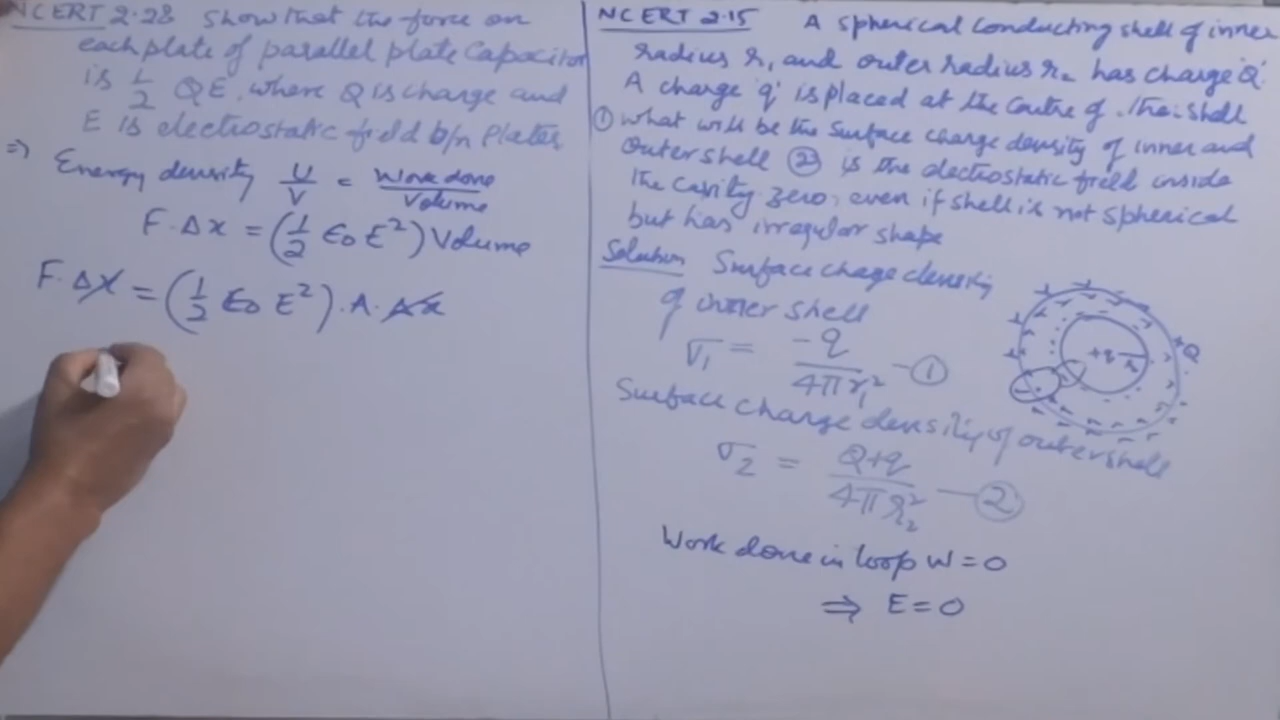 NCERT 2.28 Show that the force on
each plate of parallel plate Capacitor
is 1/2 QE, where Q is charge and
E is electrostatic field b/n Plates
⇒ Energy density U/V = Work done/Volume
F.Δx = (1/2 ε₀ E²) Volume
F.Δx = (1/2 ε₀ E²).A.Δx
NCERT 2.15 A spherical conducting shell of inner
radius r₁ and outer radius r₂ has charge 'Q'
A charge 'q' is placed at the Centre of the shell
① what will be the surface charge density of inner and
outer shell ② is the electrostatic field inside
the cavity zero, even if shell is not spherical
but has irregular shape
Solution Surface charge density
of outer shell
σ₁ = -q/4πr₁² — ①
Surface charge density of outer shell
σ₂ = Q+q/4πr₂² — ②
Work done in loop W = 0
⇒ E = 0
+q
Q